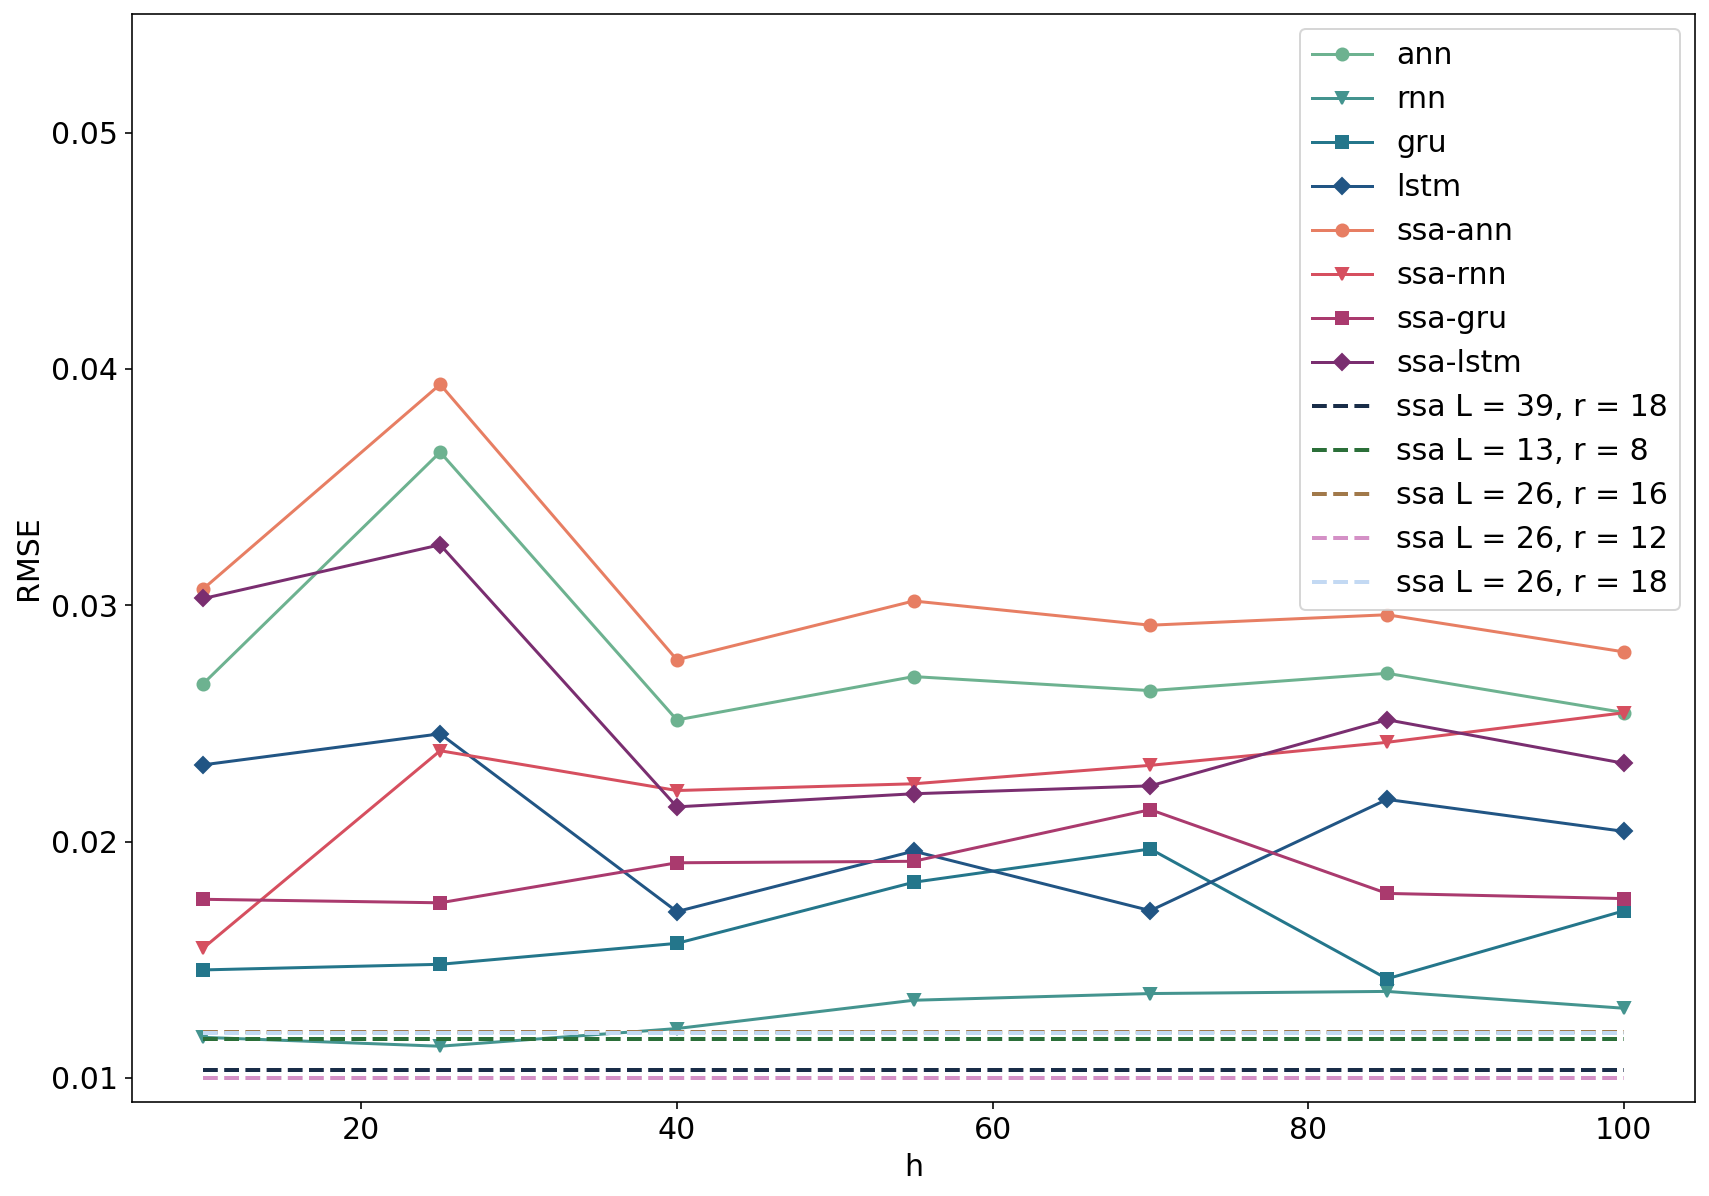 ann
rnn
gru
lstm
ssa-ann
ssa-rnn
ssa-gru
ssa-lstm
ssa L = 39, r = 18
ssa L = 13, r = 8
ssa L = 26, r = 16
ssa L = 26, r = 12
ssa L = 26, r = 18
0.05
0.04
0.03
0.02
0.01
RMSE
20 40 60 80 100
h